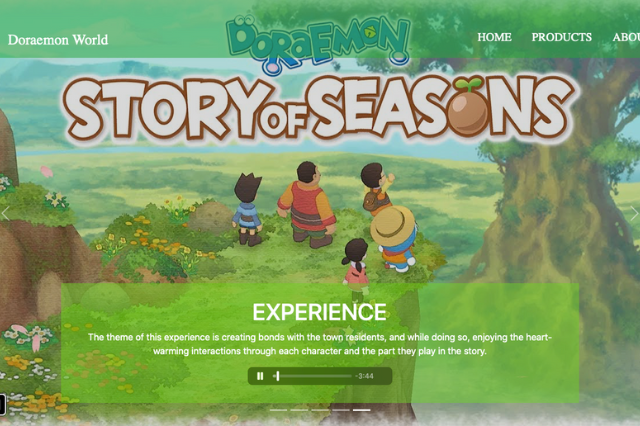 Doraemon World
DORAEMON
HOME PRODUCTS ABOU
STORY OF SEASONS
EXPERIENCE
The theme of this experience is creating bonds with the town residents, and while doing so, enjoying the heart-
warming interactions through each character and the part they play in the story.
-3:44